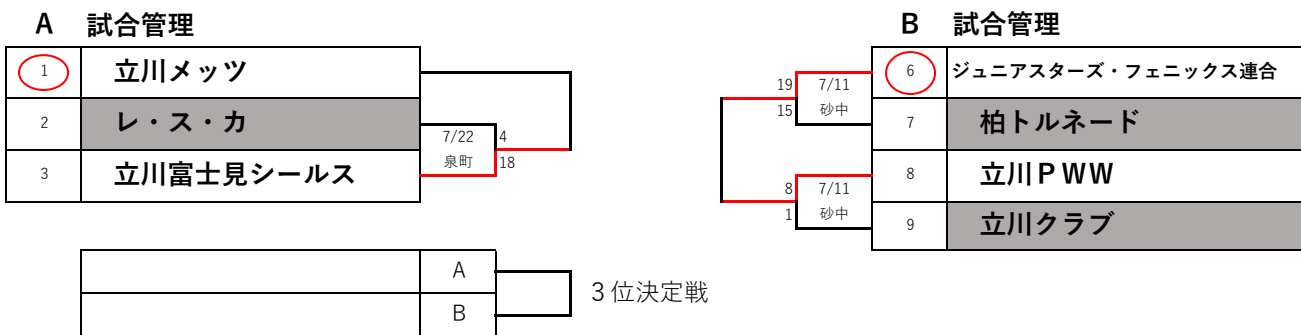 A 試合管理
1 立川メッツ
2 レ・ス・カ
3 立川富士見シールス
7/22 4
泉町 18
A
B
3位決定戦
B 試合管理
6 ジュニアスターズ・フェニックス連合
7 柏トルネード
8 立川PWW
9 立川クラブ
19 7/11
15 砂中
8 7/11
1 砂中